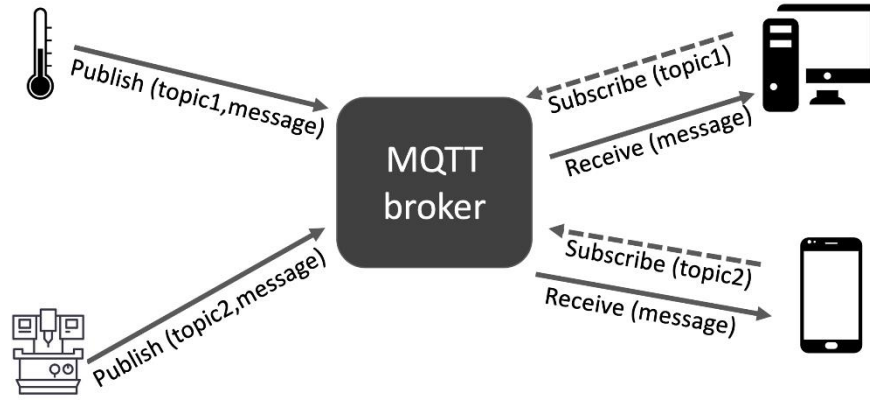 Publish (topic1,message)
Subscribe (topic1)
Receive (message)
MQTT
broker
Publish (topic2,message)
Subscribe (topic2)
Receive (message)